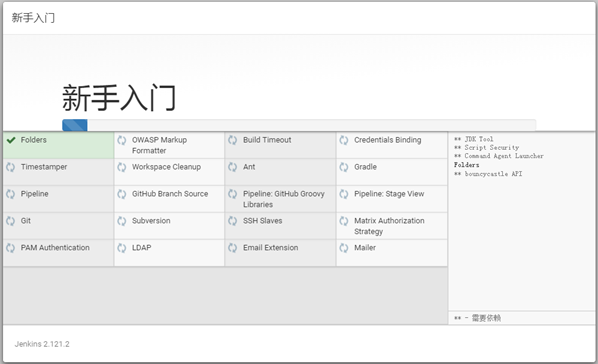 新手入门
新手入门
Folders
OWASP Markup
Formatter
Build Timeout
Credentials Binding
Timestamper
Workspace Cleanup
Ant
Gradle
Pipeline
GitHub Branch Source
Pipeline: GitHub Groovy
Libraries
Pipeline: Stage View
Git
Subversion
SSH Slaves
Matrix Authorization
Strategy
PAM Authentication
LDAP
Email Extension
Mailer
** JDK Tool
** Script Security
** Command Agent Launcher
Folders
** bouncycastle API
** - 需要依赖
Jenkins 2.121.2